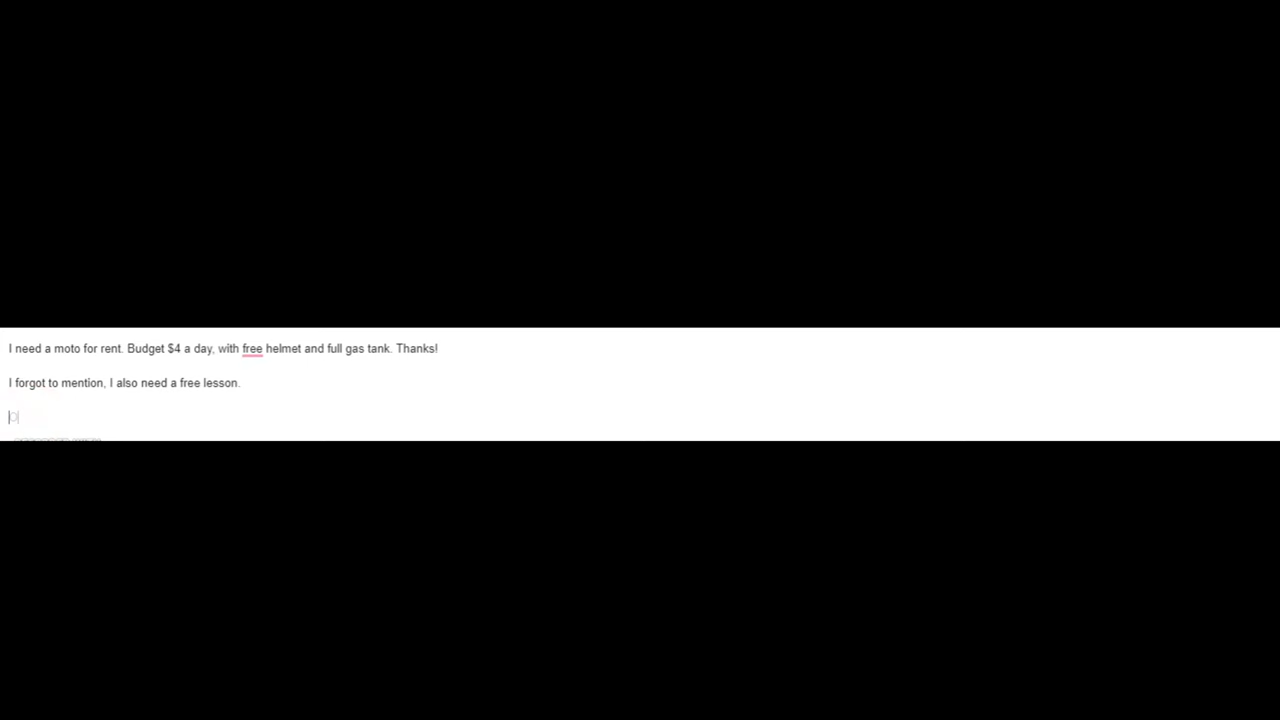 I need a moto for rent. Budget $4 a day, with free helmet and full gas tank. Thanks!
I forgot to mention, I also need a free lesson.